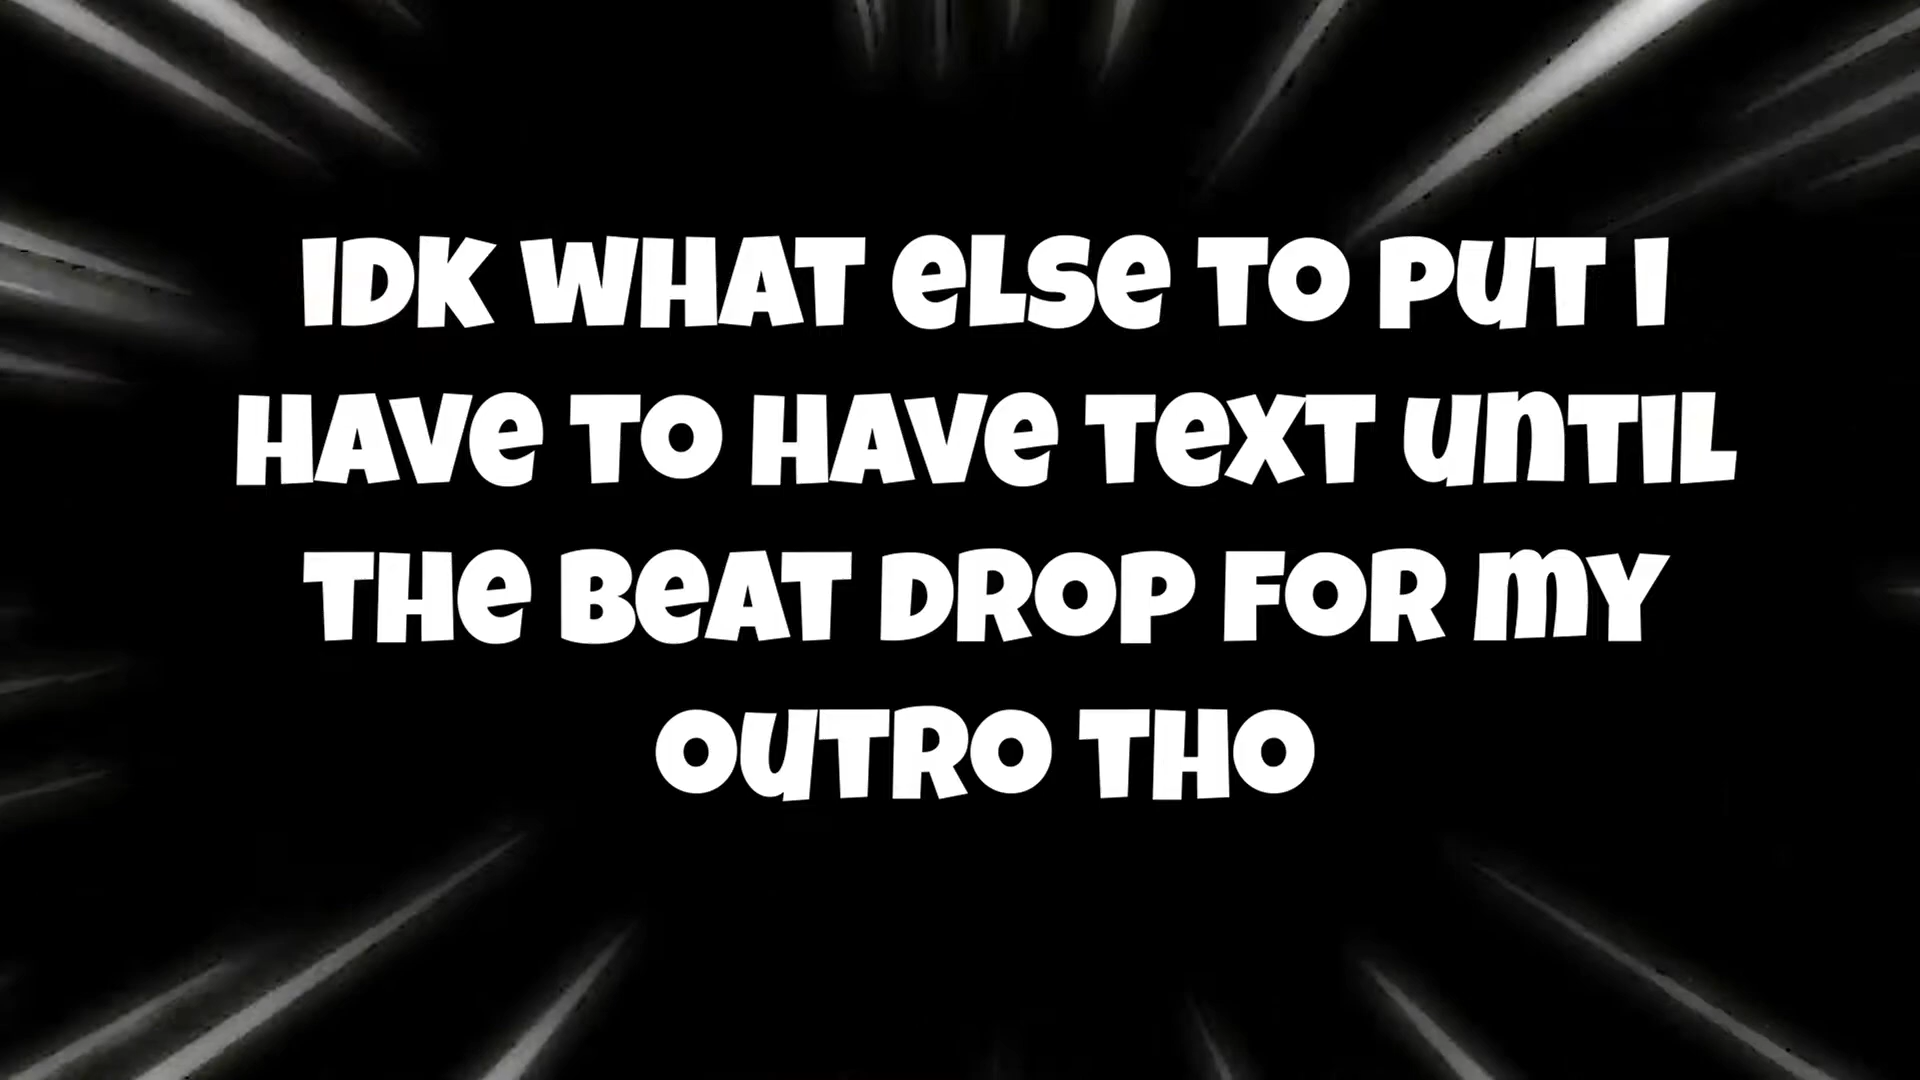 IDK WHAT eLSe TO PUT I
HAVe TO HAVe TeXT UnTIL
THe BeAT DROP FOR mY
OUTRO THO